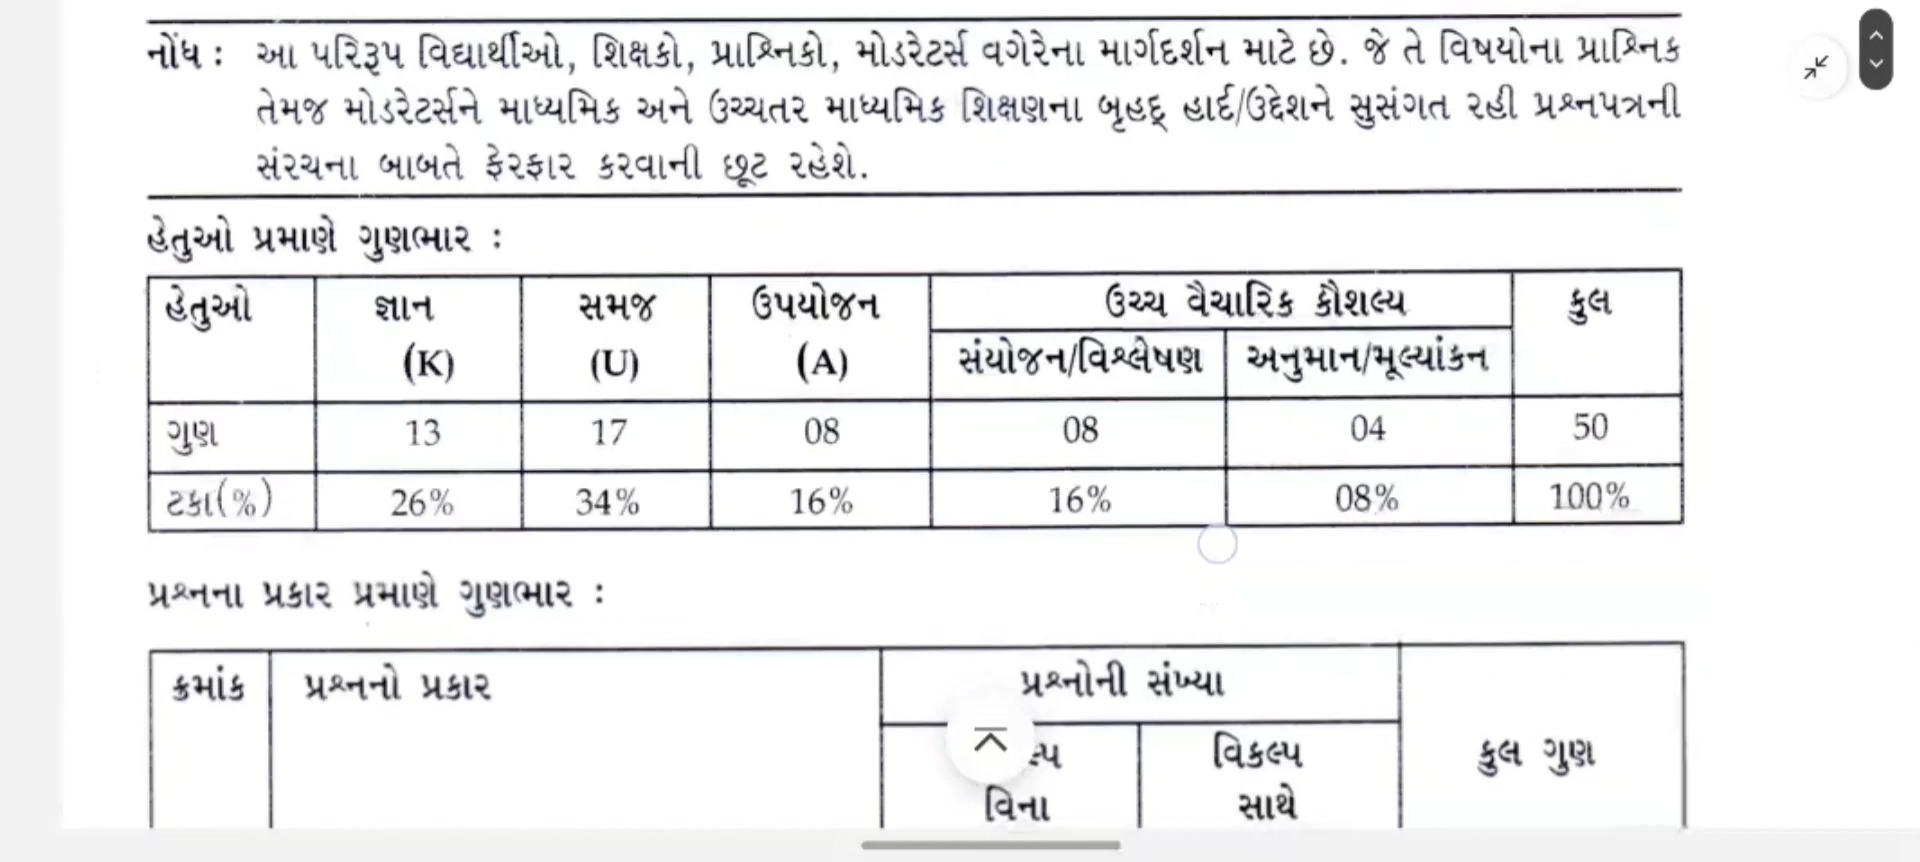 નોંધ : આ પરિરૂપ વિદ્યાર્થીઓ, શિક્ષકો, પ્રાશ્નિકો, મોડરેટર્સ વગેરેના માર્ગદર્શન માટે છે. જે તે વિષયોના પ્રાશ્નિક
તેમજ મોડરેટર્સને માધ્યમિક અને ઉચ્ચતર માધ્યમિક શિક્ષણના બૃહદ્ હાર્દ/ઉદ્દેશને સુસંગત રહી પ્રશ્નપત્રની
સંરચના બાબતે ફેરફાર કરવાની છૂટ રહેશે.
હેતુઓ પ્રમાણે ગુણભાર :
હેતુઓ જ્ઞાન સમજ ઉપયોજન ઉચ્ચ વૈચારિક કૌશલ્ય કુલ
(K) (U) (A) સંયોજન/વિશ્લેષણ અનુમાન/મૂલ્યાંકન
ગુણ 13 17 08 08 04 50
ટકા(%) 26% 34% 16% 16% 08% 100%
પ્રશ્નના પ્રકાર પ્રમાણે ગુણભાર :
ક્રમાંક પ્રશ્નનો પ્રકાર પ્રશ્નોની સંખ્યા
વિકલ્પ કુલ ગુણ
વિના સાથે